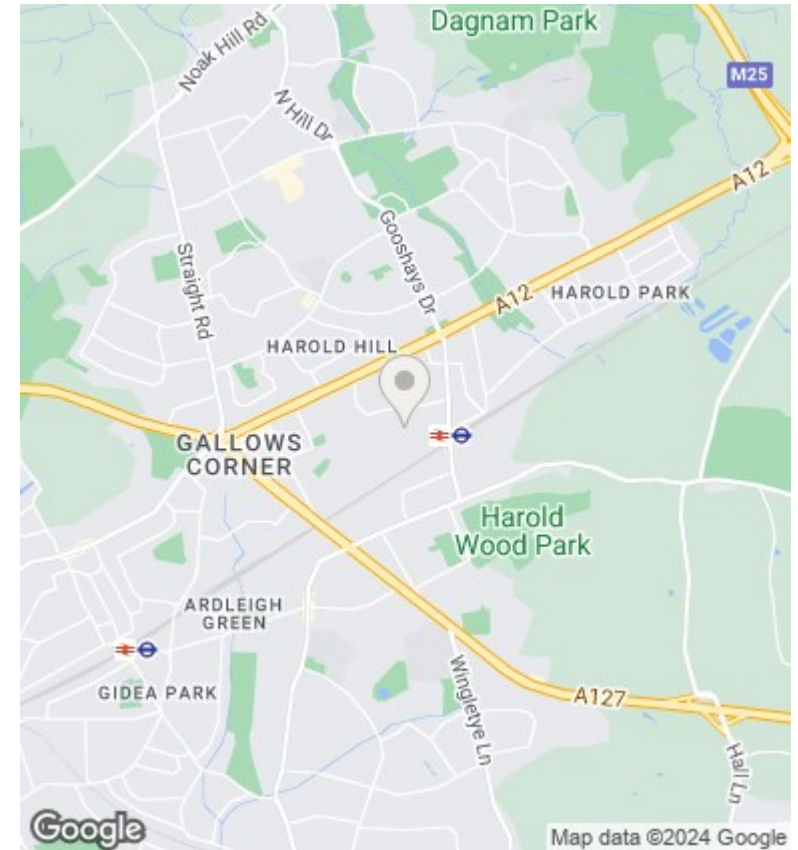 Dagnam Park
Noak Hill Rd
M25
N Hill Dr
A12
Gooshays Dr
Straight Rd
A12
HAROLD PARK
HAROLD HILL
GALLOWS
CORNER
Harold
Wood Park
ARDLEIGH
GREEN
Wingletye Ln
GIDEA PARK
A127
Hall Ln
Google
Map data ©2024 Google